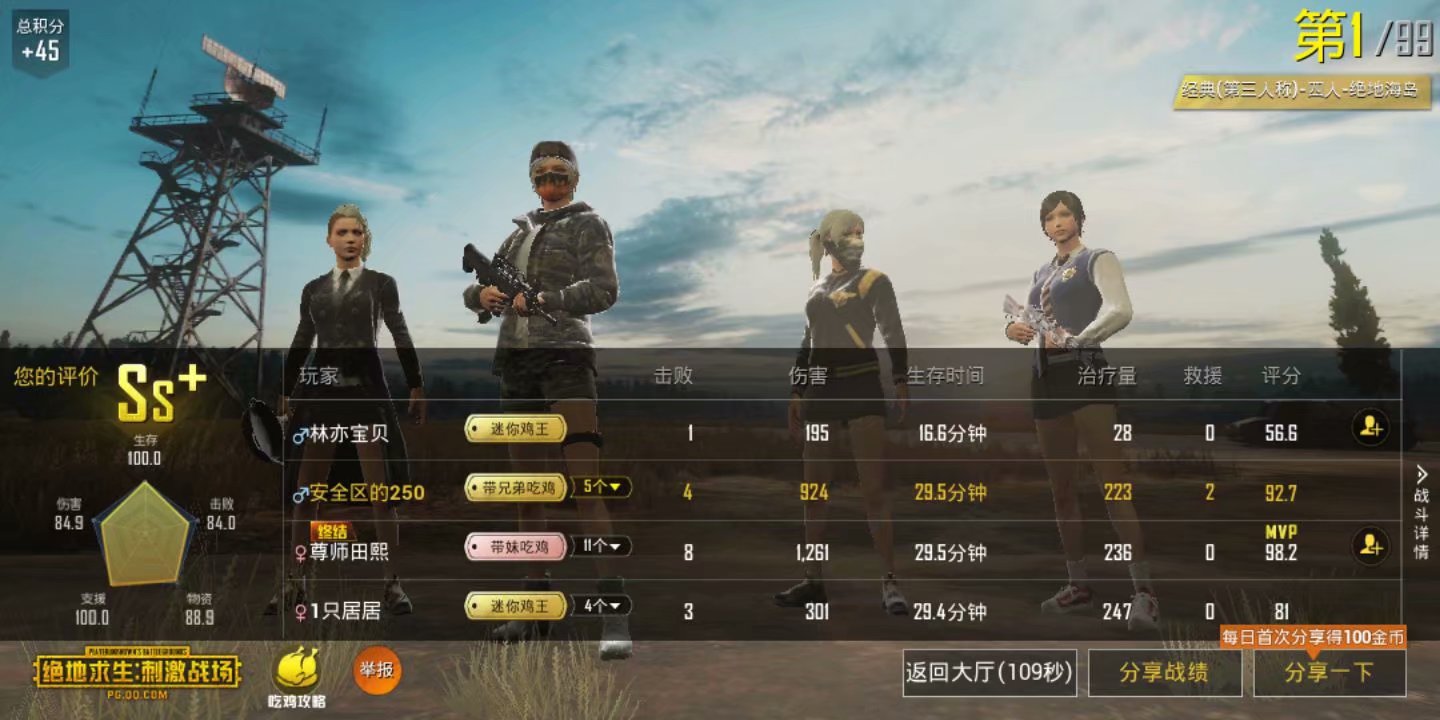 总积分
+45
第1/99
经典(第三人称)-四人-绝地海岛
您的评价
Ss+
生存
100.0
伤害
84.9
击败
84.0
支援
100.0
物资
88.9
玩家 击败 伤害 生存时间 治疗量 救援 评分
♂林亦宝贝 迷你鸡王 1 195 16.6分钟 28 0 56.6
♂安全区的250 带兄弟吃鸡 5个 4 924 29.5分钟 223 2 92.7
终结 MVP
♀尊师田熙 带妹吃鸡 11个 8 1,261 29.5分钟 236 0 98.2
♀1只居居 迷你鸡王 4个 3 301 29.4分钟 247 0 81
战斗详情
每日首次分享得100金币
PLAYERUNKNOWN'S BATTLEGROUNDS
绝地求生:刺激战场
PG.QQ.COM
吃鸡攻略
举报
返回大厅(109秒)
分享战绩
分享一下